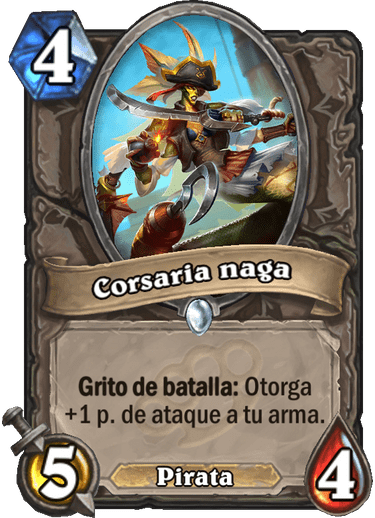 4
Corsaria naga
Grito de batalla: Otorga
+1 p. de ataque a tu arma.
5
Pirata
4